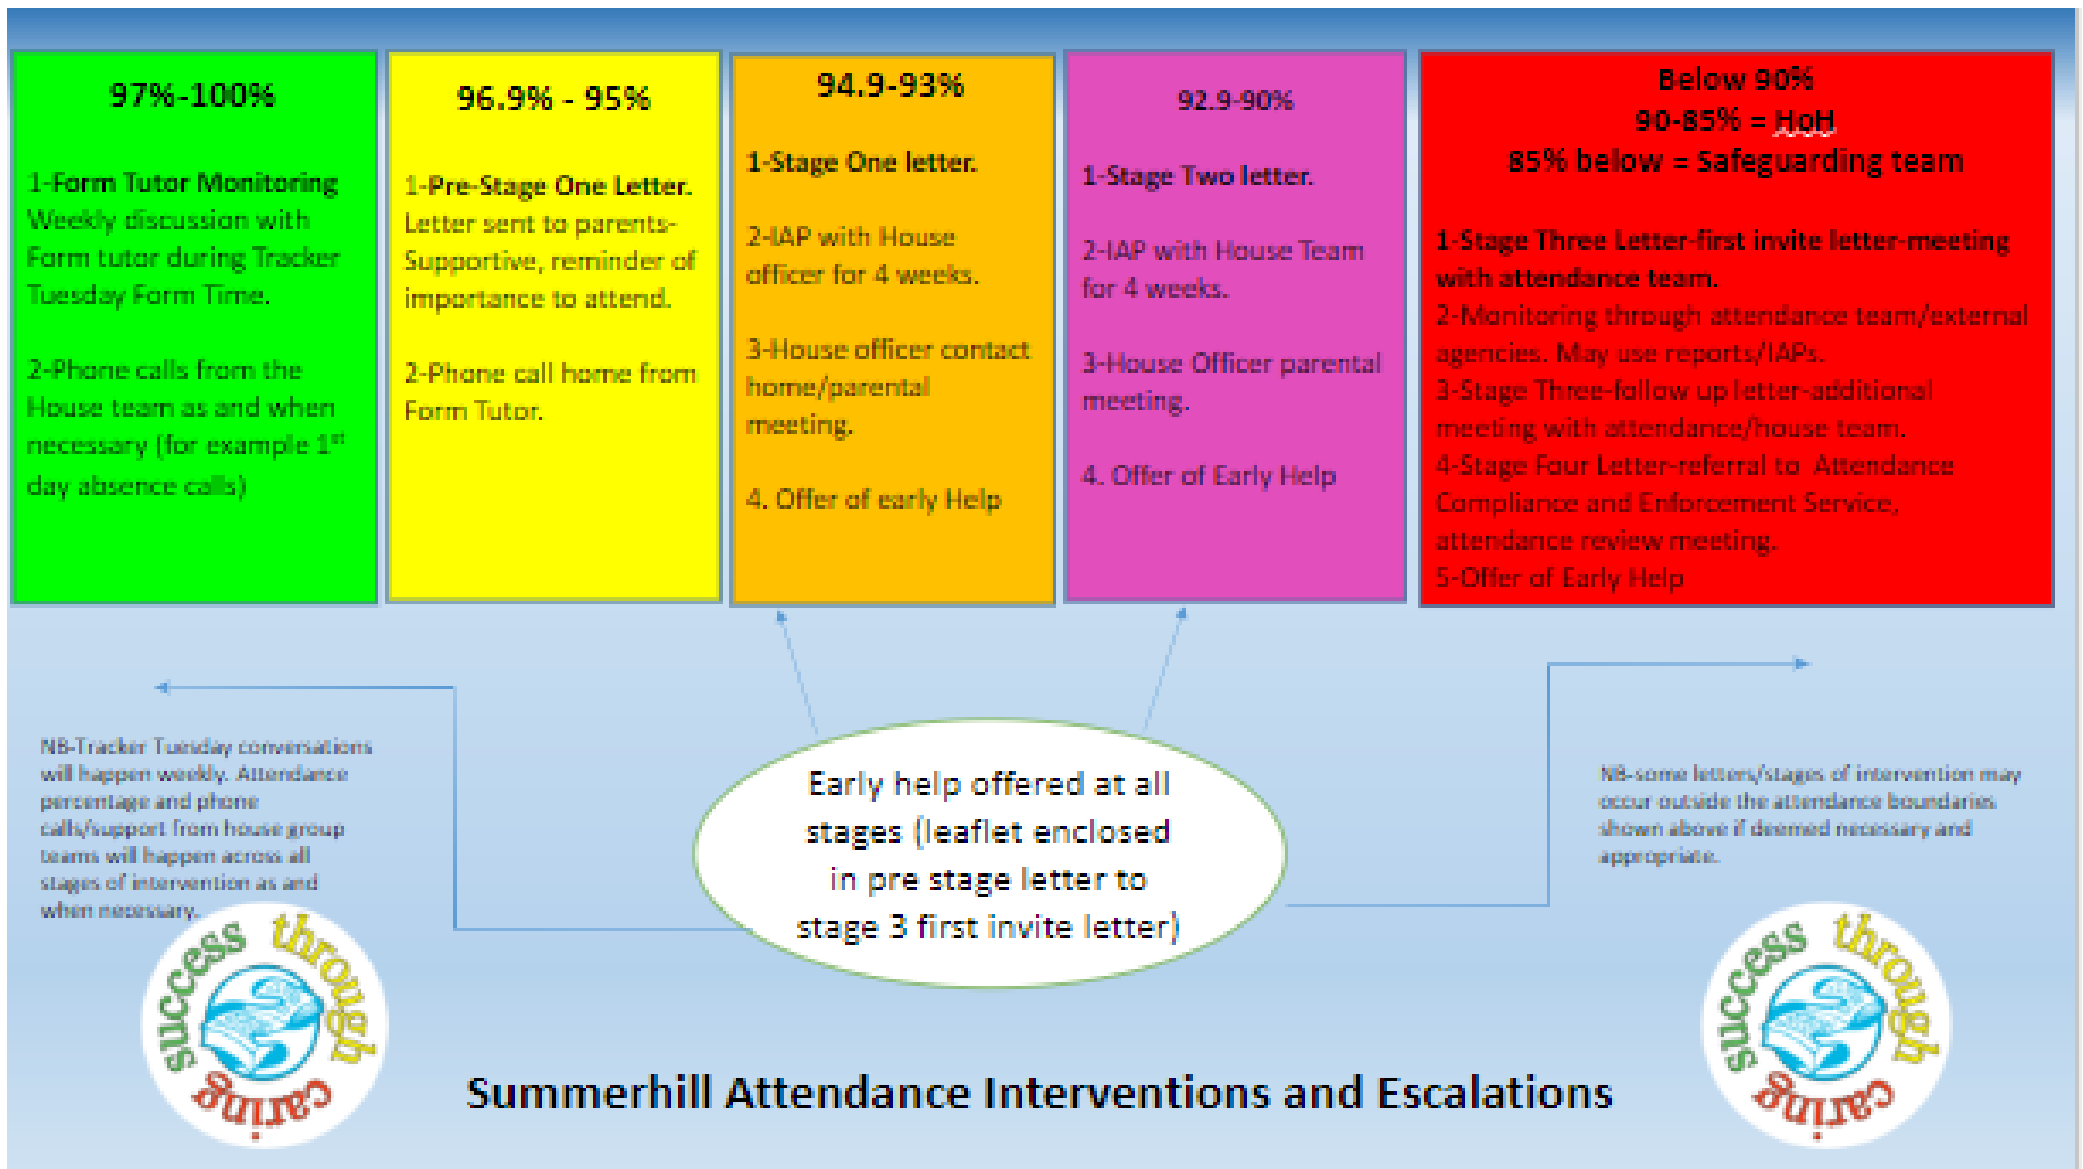 97%-100%
1-Form Tutor Monitoring
Weekly discussion with
Form tutor during Tracker
Tuesday Form Time.
2-Phone calls from the
House team as and when
necessary (for example 1st
day absence calls)
96.9% - 95%
1-Pre-Stage One Letter.
Letter sent to parents-
Supportive, reminder of
importance to attend.
2-Phone call home from
Form Tutor.
94.9-93%
1-Stage One letter.
2-IAP with House
officer for 4 weeks.
3-House officer contact
home/parental
meeting.
4. Offer of early Help
92.9-90%
1-Stage Two letter.
2-IAP with House Team
for 4 weeks.
3-House Officer parental
meeting.
4. Offer of Early Help
Below 90%
90-85% = HoH
85% below = Safeguarding team
1-Stage Three Letter-first invite letter-meeting
with attendance team.
2-Monitoring through attendance team/external
agencies. May use reports/IAPs.
3-Stage Three-follow up letter-additional
meeting with attendance/house team.
4-Stage Four Letter-referral to Attendance
Compliance and Enforcement Service,
attendance review meeting.
5-Offer of Early Help
NB-Tracker Tuesday conversations
will happen weekly. Attendance
percentage and phone
calls/support from house group
teams will happen across all
stages of intervention as and
when necessary.
Early help offered at all
stages (leaflet enclosed
in pre stage letter to
stage 3 first invite letter)
NB-some letters/stages of intervention may
occur outside the attendance boundaries
shown above if deemed necessary and
appropriate.
success through caring
success through caring
Summerhill Attendance Interventions and Escalations